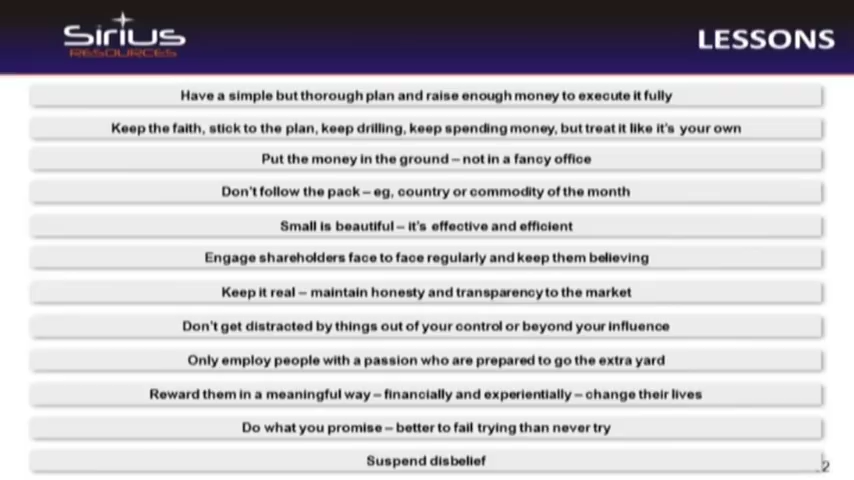 Sirius
RESOURCES
LESSONS
Have a simple but thorough plan and raise enough money to execute it fully
Keep the faith, stick to the plan, keep drilling, keep spending money, but treat it like it's your own
Put the money in the ground – not in a fancy office
Don't follow the pack – eg, country or commodity of the month
Small is beautiful – it's effective and efficient
Engage shareholders face to face regularly and keep them believing
Keep it real – maintain honesty and transparency to the market
Don't get distracted by things out of your control or beyond your influence
Only employ people with a passion who are prepared to go the extra yard
Reward them in a meaningful way – financially and experientially – change their lives
Do what you promise – better to fail trying than never try
Suspend disbelief